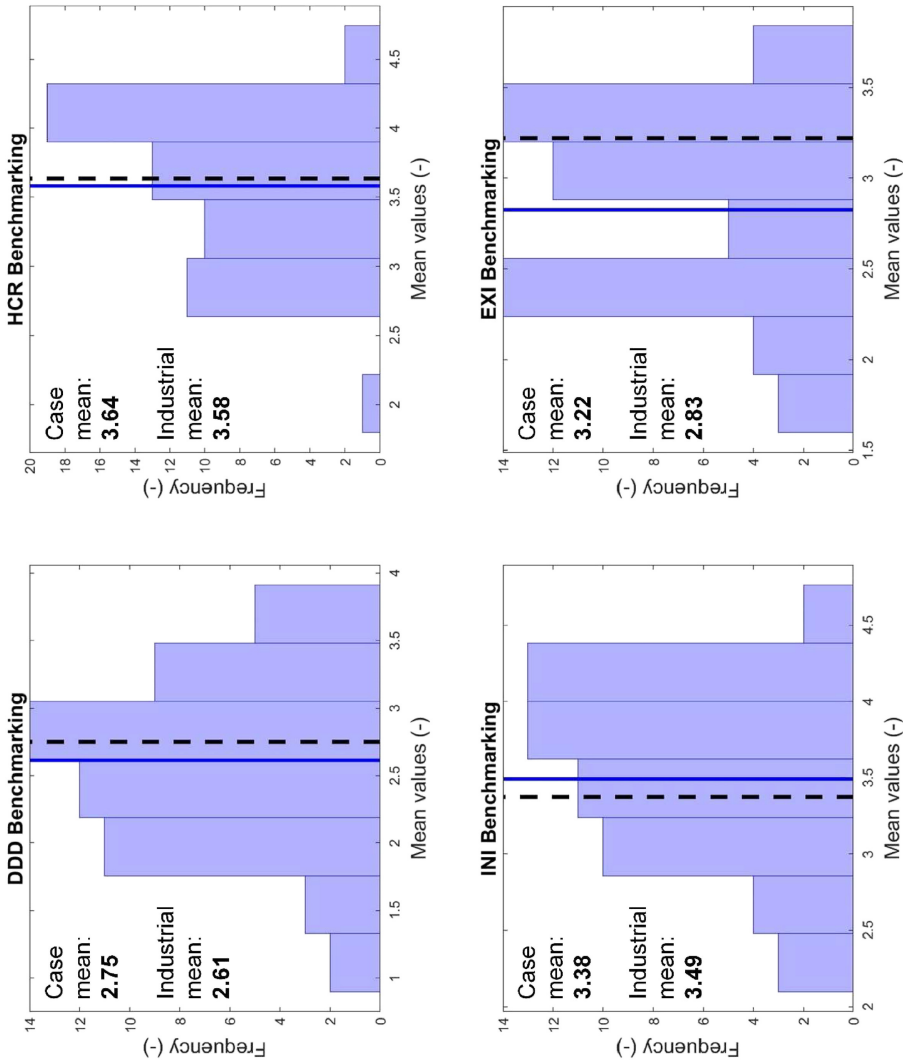 DDD Benchmarking
14
12
10
8
6
4
2
0
Frequency (-)
Case
mean:
2.75
Industrial
mean:
2.61
1 1.5 2 2.5 3 3.5 4
Mean values (-)
HCR Benchmarking
20
18
16
14
12
10
8
6
4
2
0
Frequency (-)
Case
mean:
3.64
Industrial
mean:
3.58
2 2.5 3 3.5 4 4.5
Mean values (-)
INI Benchmarking
14
12
10
8
6
4
2
0
Frequency (-)
Case
mean:
3.38
Industrial
mean:
3.49
2 2.5 3 3.5 4 4.5
Mean values (-)
EXI Benchmarking
14
12
10
8
6
4
2
0
Frequency (-)
Case
mean:
3.22
Industrial
mean:
2.83
1.5 2 2.5 3 3.5
Mean values (-)